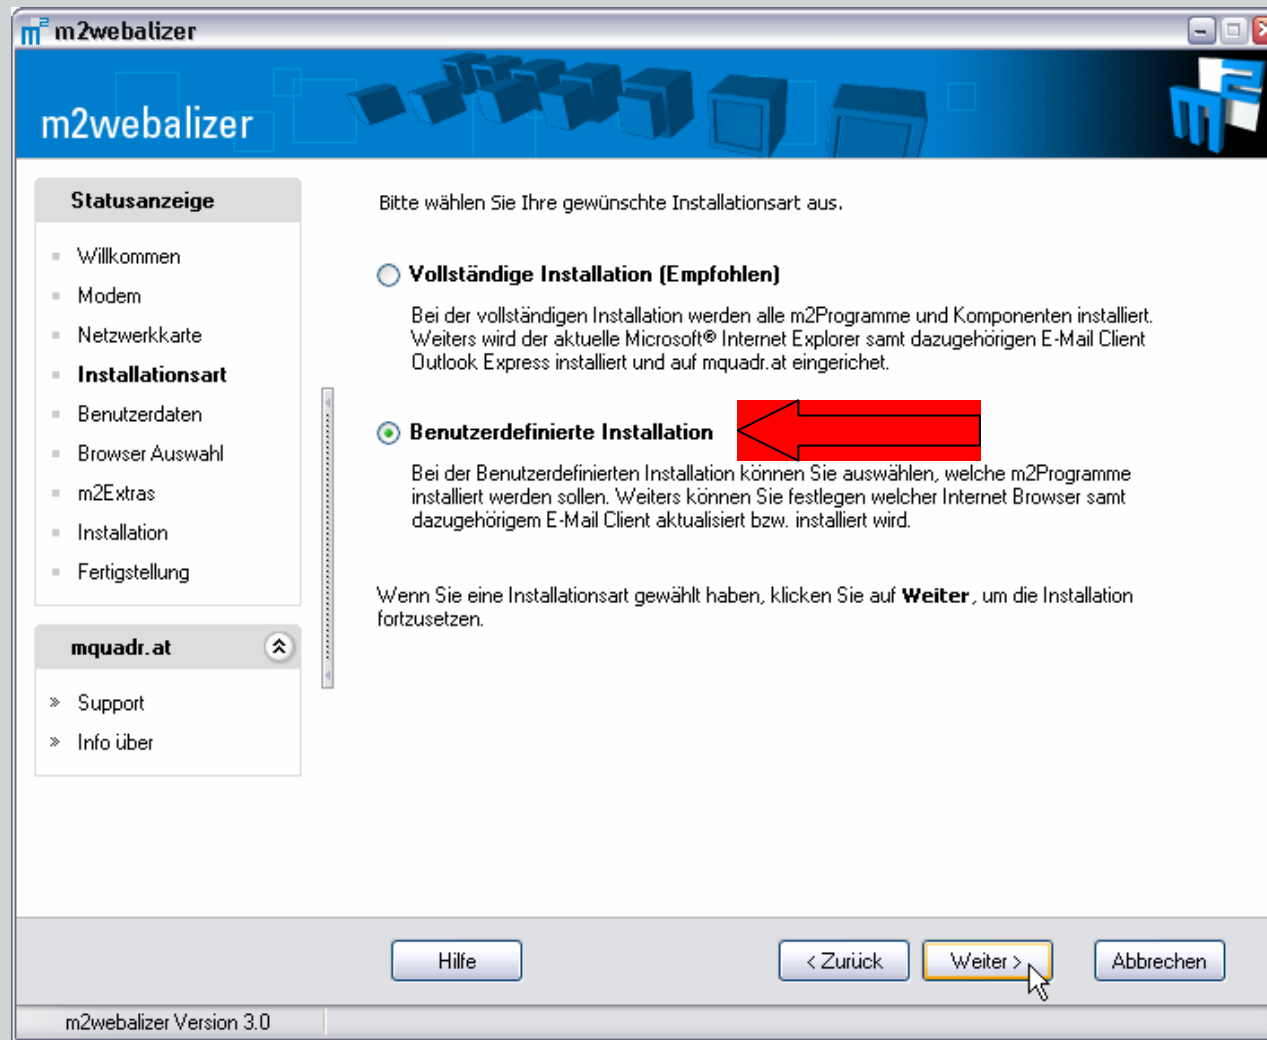 m2 m2webalizer
m2webalizer
m2
Statusanzeige
Willkommen
Modem
Netzwerkkarte
Installationsart
Benutzerdaten
Browser Auswahl
m2Extras
Installation
Fertigstellung
mquadr.at
Support
Info über
Bitte wählen Sie Ihre gewünschte Installationsart aus.
Vollständige Installation (Empfohlen)
Bei der vollständigen Installation werden alle m2Programme und Komponenten installiert.
Weiters wird der aktuelle Microsoft® Internet Explorer samt dazugehörigen E-Mail Client
Outlook Express installiert und auf mquadr.at eingerichet.
Benutzerdefinierte Installation
Bei der Benutzerdefinierten Installation können Sie auswählen, welche m2Programme
installiert werden sollen. Weiters können Sie festlegen welcher Internet Browser samt
dazugehörigem E-Mail Client aktualisiert bzw. installiert wird.
Wenn Sie eine Installationsart gewählt haben, klicken Sie auf Weiter, um die Installation
fortzusetzen.
Hilfe
< Zurück
Weiter >
Abbrechen
m2webalizer Version 3.0